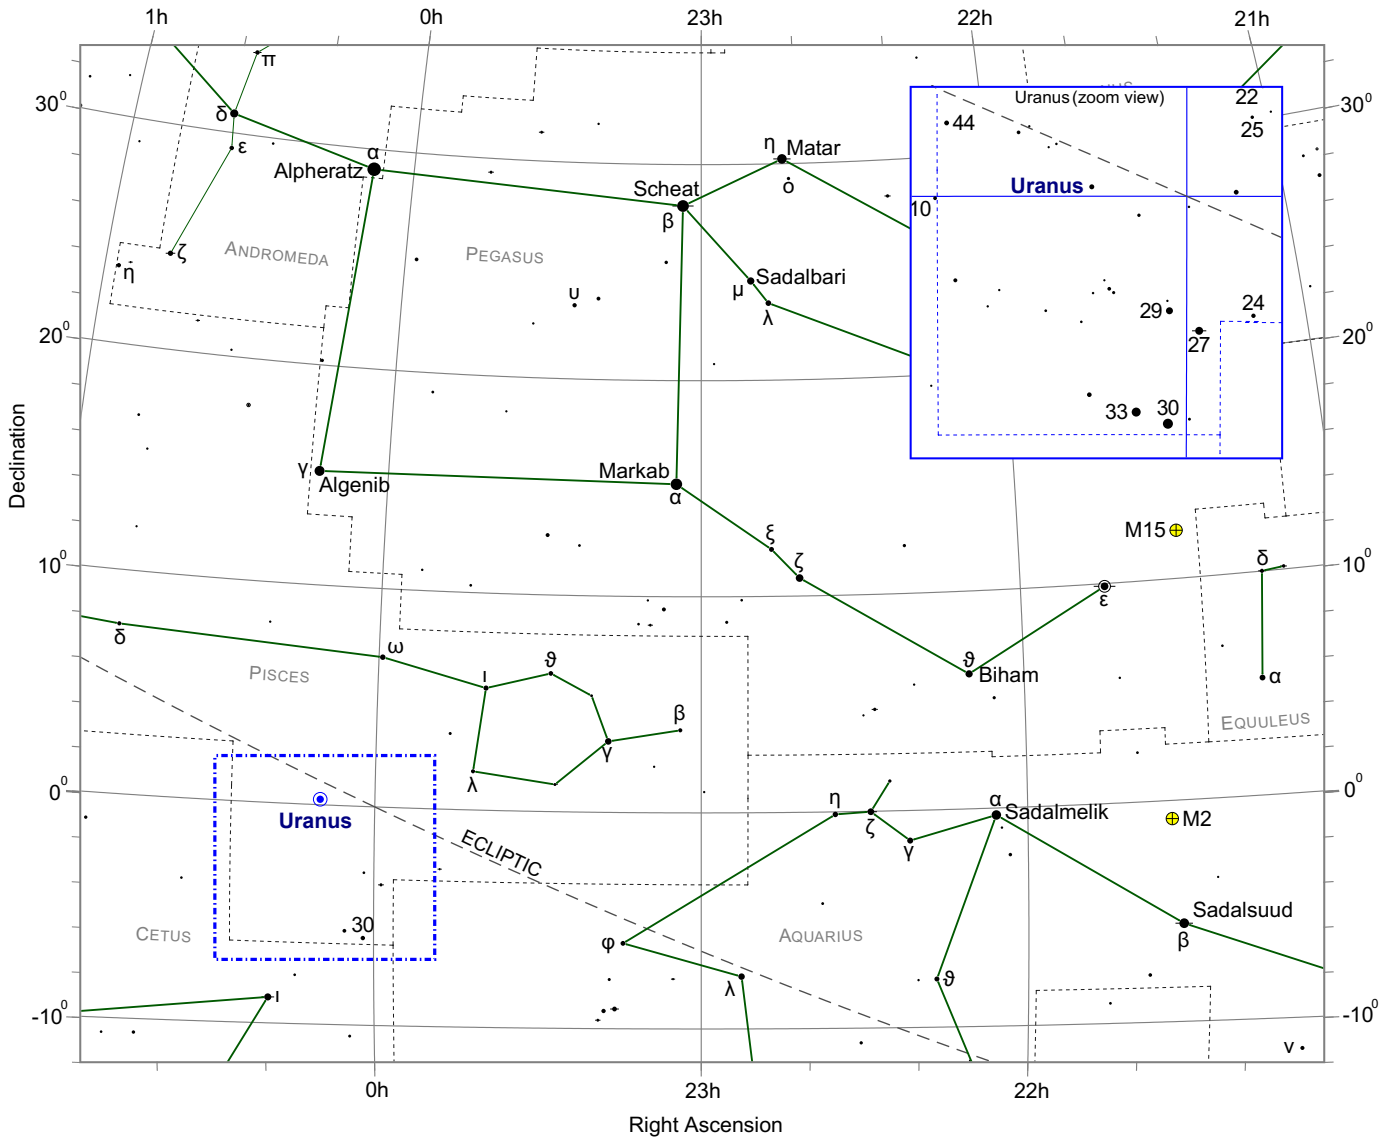 1h 0h 23h 22h 21h
π
30⁰ 30⁰
δ
ε
α
Alpheratz
η Matar
ο
Scheat
β
Uranus (zoom view)
22
44 25
Uranus
10
29 24
27
33 30
ANDROMEDA
PEGASUS
ζ
η
υ
Sadalbari
μ
λ
20⁰ 20⁰
Declination
γ
Algenib
Markab
α
ξ
ζ
M15
10⁰ 10⁰
δ
ε
δ
ω
ϑ
ι
ϑ
Biham
α
PISCES
β
γ
EQUULEUS
λ
0⁰ 0⁰
Uranus
ECLIPTIC
η
ζ
γ
α
Sadalmelik
M2
30
CETUS
AQUARIUS
Sadalsuud
β
φ
λ
ϑ
ι
-10⁰ -10⁰
ν
0h 23h 22h
Right Ascension